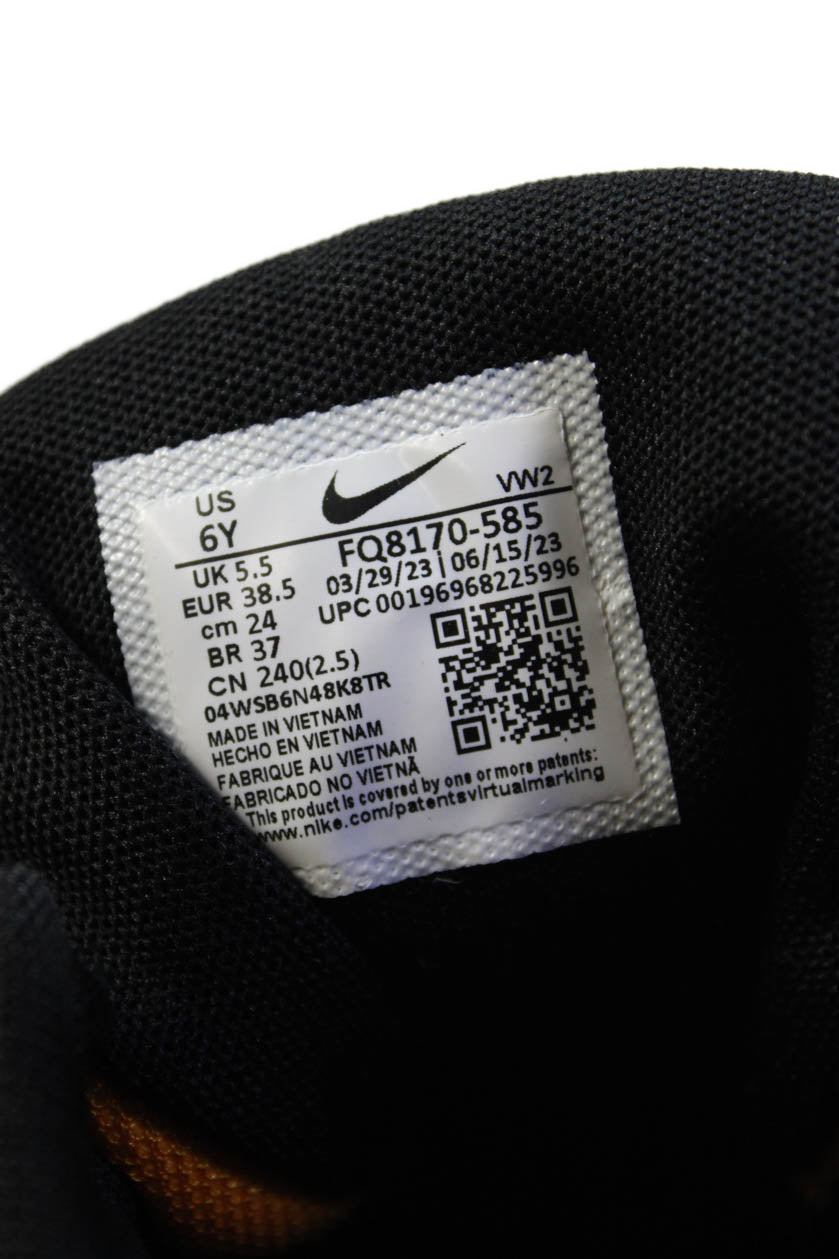 US
6Y
VW2
UK 5.5
EUR 38.5
cm 24
BR 37
CN 240(2.5)
FQ8170-585
03/29/23 | 06/15/23
UPC 00196968225996
04WSB6N48K8TR
MADE IN VIETNAM
HECHO EN VIETNAM
FABRIQUE AU VIETNAM
FABRICADO NO VIETNÃ
This product is covered by one or more patents:
www.nike.com/patentsvirtualmarking